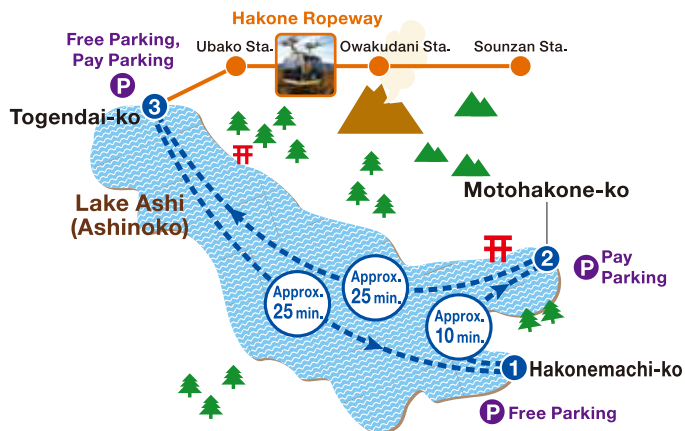 Hakone Ropeway
Free Parking,
Pay Parking
P
Ubako Sta.
Owakudani Sta.
Sounzan Sta.
3
Togendai-ko
Lake Ashi
(Ashinoko)
Motohakone-ko
2
P
Pay
Parking
Approx.
25 min.
Approx.
25 min.
Approx.
10 min.
1
Hakonemachi-ko
P
Free Parking